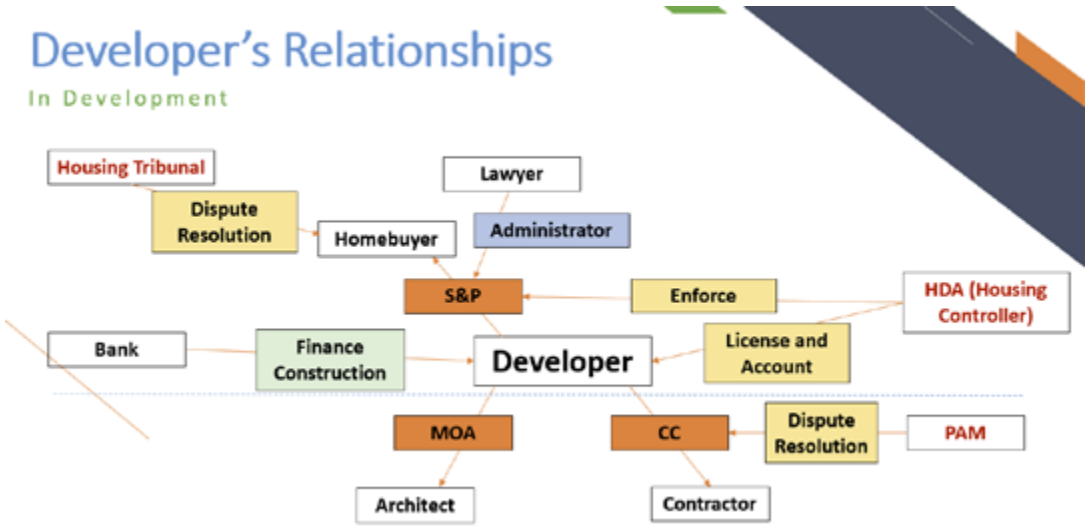 Developer's Relationships
In Development
Housing Tribunal
Lawyer
Dispute
Resolution
Homebuyer
Administrator
S&P
Enforce
HDA (Housing
Controller)
Bank
Finance
Construction
Developer
License and
Account
MOA
CC
Dispute
Resolution
PAM
Architect
Contractor